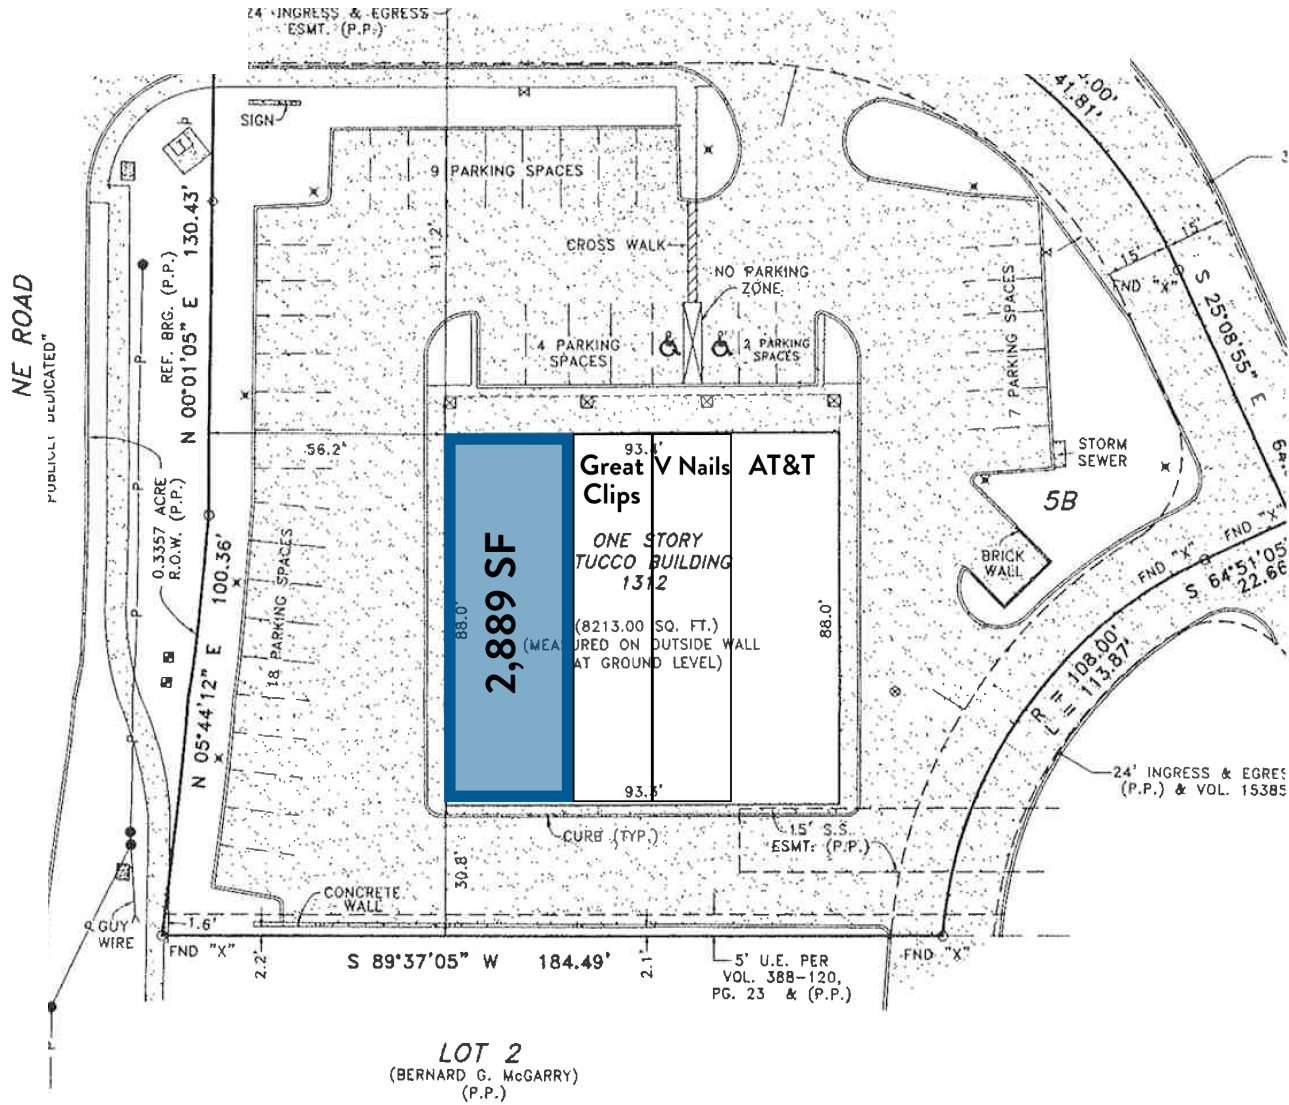 24' INGRESS & EGRESS
ESMT. (P.P.)
SIGN
P
9 PARKING SPACES
CROSS WALK
NO PARKING
ZONE
111.2'
4 PARKING
SPACES
2 PARKING
SPACES
7 PARKING SPACES
41.81'
15'
15'
FND "X"
S 25°08'55" E
NE ROAD
PUBLICLY DEDICATED"
N 00°01'05" E 130.43'
REF. BRG. (P.P.)
P
P
P
P
0.3357 ACRE
R.O.W. (P.P.)
N 05°44'12" E 100.36'
18 PARKING SPACES
56.2'
93.4'
Great
Clips
V Nails
AT&T
2,889 SF
ONE STORY
TUCCO BUILDING
1312
(8213.00 SQ. FT.)
(MEASURED ON OUTSIDE WALL
AT GROUND LEVEL)
88.0'
88.0'
93.3'
STORM
SEWER
5B
BRICK
WALL
FND "X"
FND "X"
S 64°51'05
22.66
R = 108.00'
L = 113.87'
24' INGRESS & EGRES
(P.P.) & VOL. 15385
CURB (TYP.)
15' S.S.
ESMT. (P.P.)
30.8'
CONCRETE
WALL
P
GUY
WIRE
1.6'
FND "X"
2.2'
S 89°37'05" W 184.49'
2.1'
5' U.E. PER
VOL. 388-120,
PG. 23 & (P.P.)
FND "X"
LOT 2
(BERNARD G. McGARRY)
(P.P.)